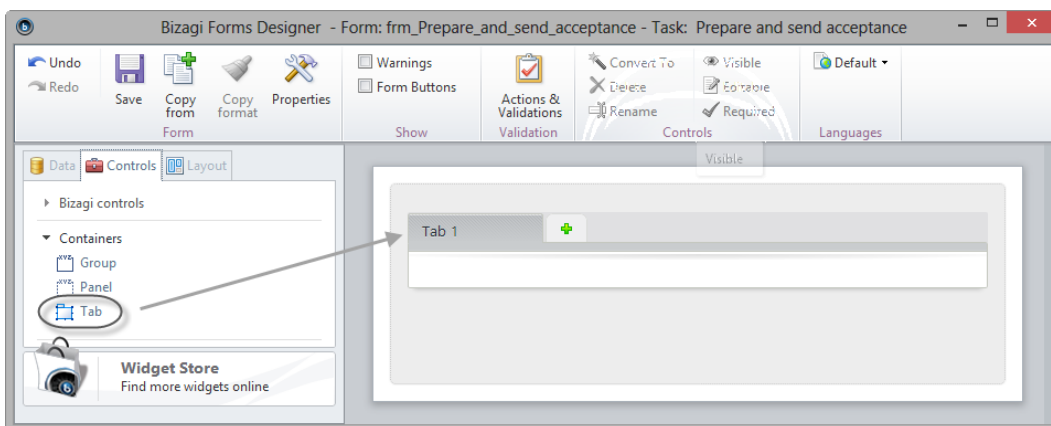 Bizagi Forms Designer - Form: frm_Prepare_and_send_acceptance - Task: Prepare and send acceptance
Undo
Redo
Save
Copy from
Copy format
Properties
Form
Warnings
Form Buttons
Show
Actions & Validations
Validation
Convert To
Delete
Rename
Visible
Editable
Required
Controls
Default
Languages
Visible
Data
Controls
Layout
Bizagi controls
Containers
Group
Panel
Tab
Widget Store
Find more widgets online
Tab 1